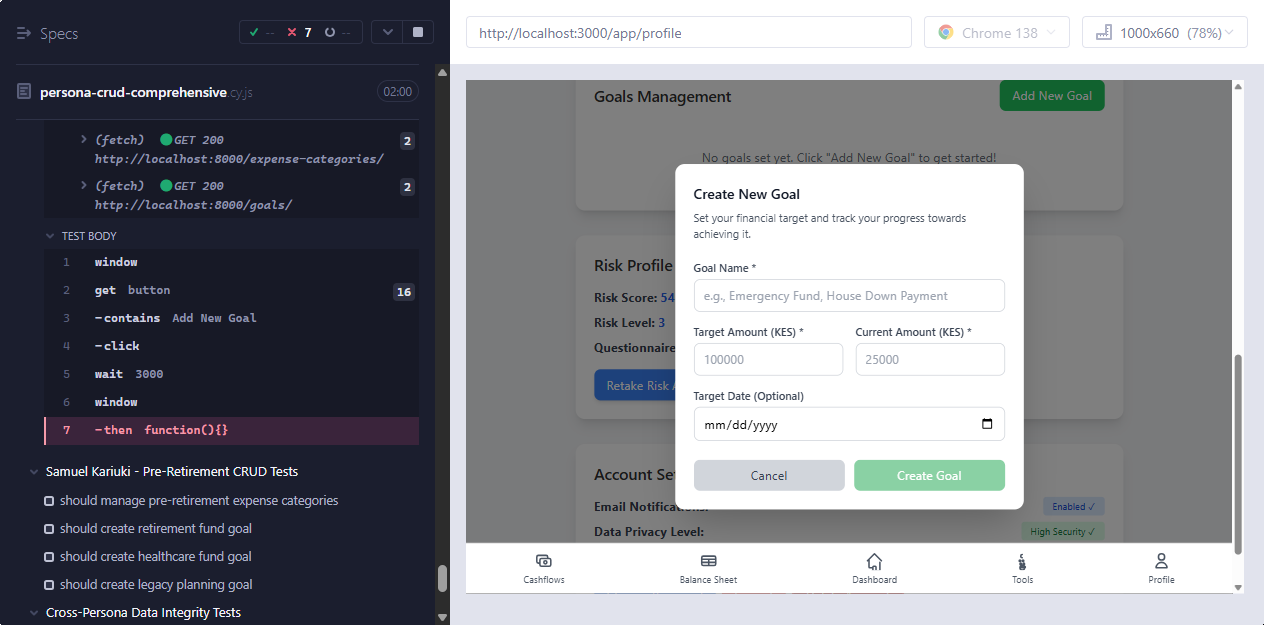 Specs
-- 7 --
persona-crud-comprehensive.cy.js
02:00
(fetch) GET 200
http://localhost:8000/expense-categories/
2
(fetch) GET 200
http://localhost:8000/goals/
2
TEST BODY
1 window
2 get button 16
3 -contains Add New Goal
4 -click
5 wait 3000
6 window
7 -then function(){}
Samuel Kariuki - Pre-Retirement CRUD Tests
should manage pre-retirement expense categories
should create retirement fund goal
should create healthcare fund goal
should create legacy planning goal
Cross-Persona Data Integrity Tests
http://localhost:3000/app/profile
Chrome 138
1000x660 (78%)
Goals Management
Add New Goal
No goals set yet. Click "Add New Goal" to get started!
Create New Goal
Set your financial target and track your progress towards
achieving it.
Goal Name *
e.g., Emergency Fund, House Down Payment
Target Amount (KES) * Current Amount (KES) *
100000 25000
Target Date (Optional)
mm/dd/yyyy
Cancel Create Goal
Risk Profile
Risk Score: 54
Risk Level: 3
Questionnaire
Retake Risk A
Account Se
Email Notifications:
Enabled ✓
Data Privacy Level:
High Security ✓
Cashflows Balance Sheet Dashboard Tools Profile